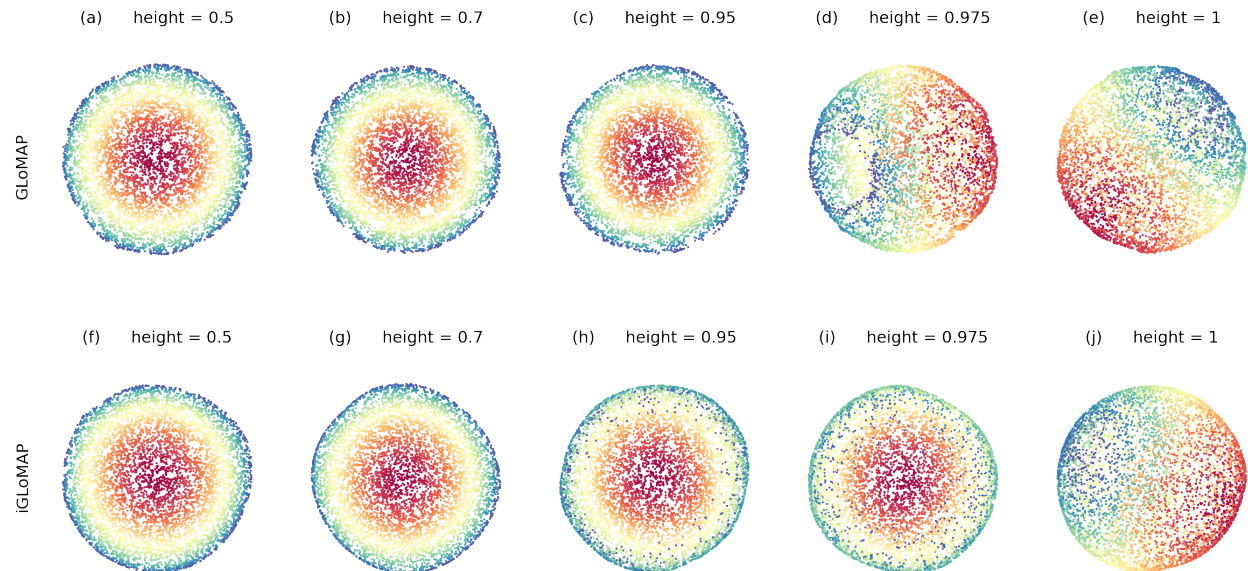 (a) height = 0.5
(b) height = 0.7
(c) height = 0.95
(d) height = 0.975
(e) height = 1
GLoMAP
(f) height = 0.5
(g) height = 0.7
(h) height = 0.95
(i) height = 0.975
(j) height = 1
iGLoMAP